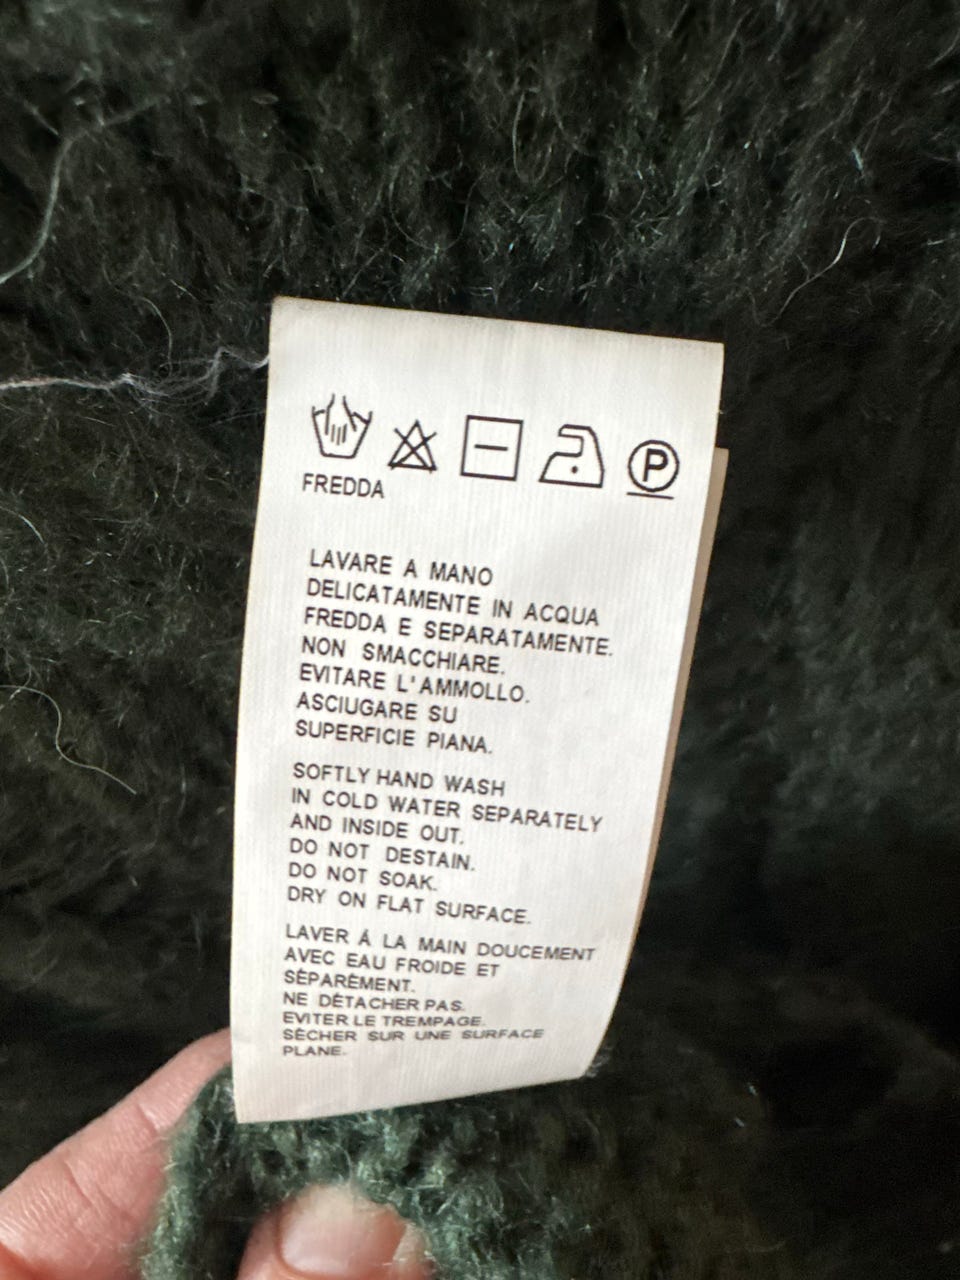 P
FREDDA
LAVARE A MANO
DELICATAMENTE IN ACQUA
FREDDA E SEPARATAMENTE.
NON SMACCHIARE.
EVITARE L'AMMOLLO.
ASCIUGARE SU
SUPERFICIE PIANA.
SOFTLY HAND WASH
IN COLD WATER SEPARATELY
AND INSIDE OUT.
DO NOT DESTAIN.
DO NOT SOAK.
DRY ON FLAT SURFACE.
LAVER Á LA MAIN DOUCEMENT
AVEC EAU FROIDE ET
SÉPARÉMENT.
NE DÉTACHER PAS.
EVITER LE TREMPAGE.
SÉCHER SUR UNE SURFACE
PLANE.